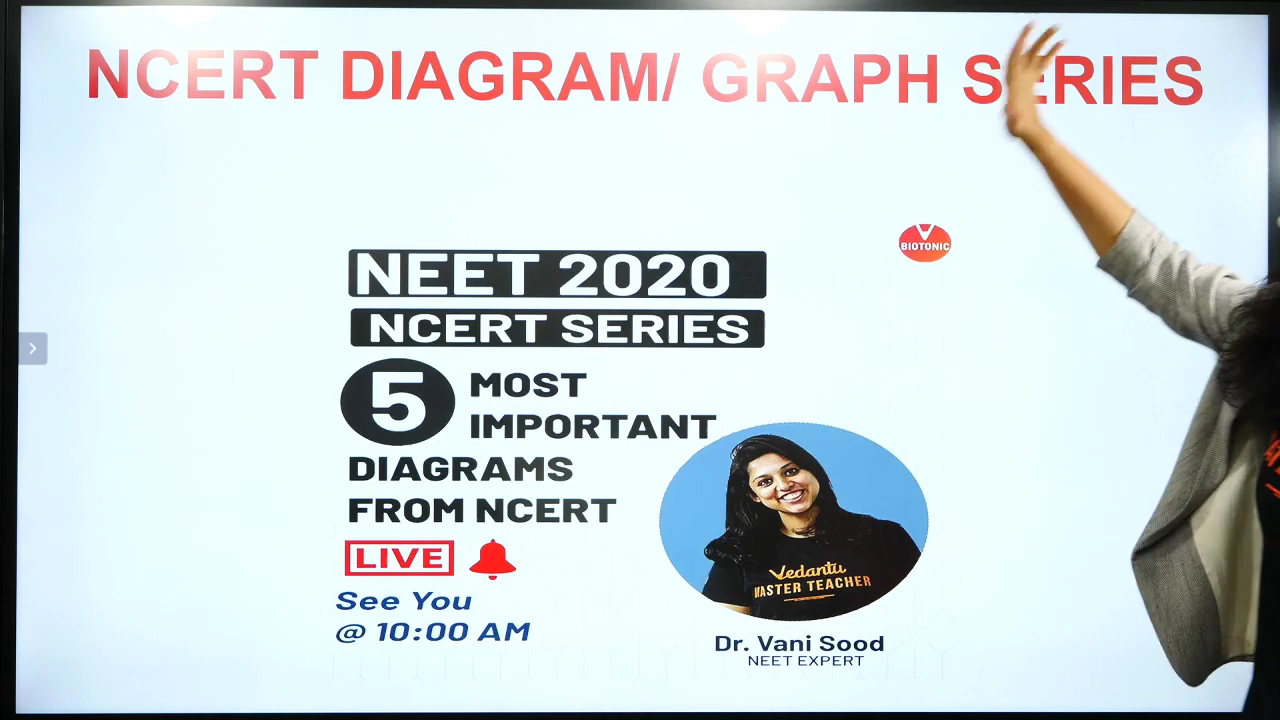 NCERT DIAGRAM/ GRAPH SERIES
BIOTONIC
NEET 2020
NCERT SERIES
5 MOST
IMPORTANT
DIAGRAMS
FROM NCERT
LIVE
See You
@ 10:00 AM
Vedantu
MASTER TEACHER
Dr. Vani Sood
NEET EXPERT